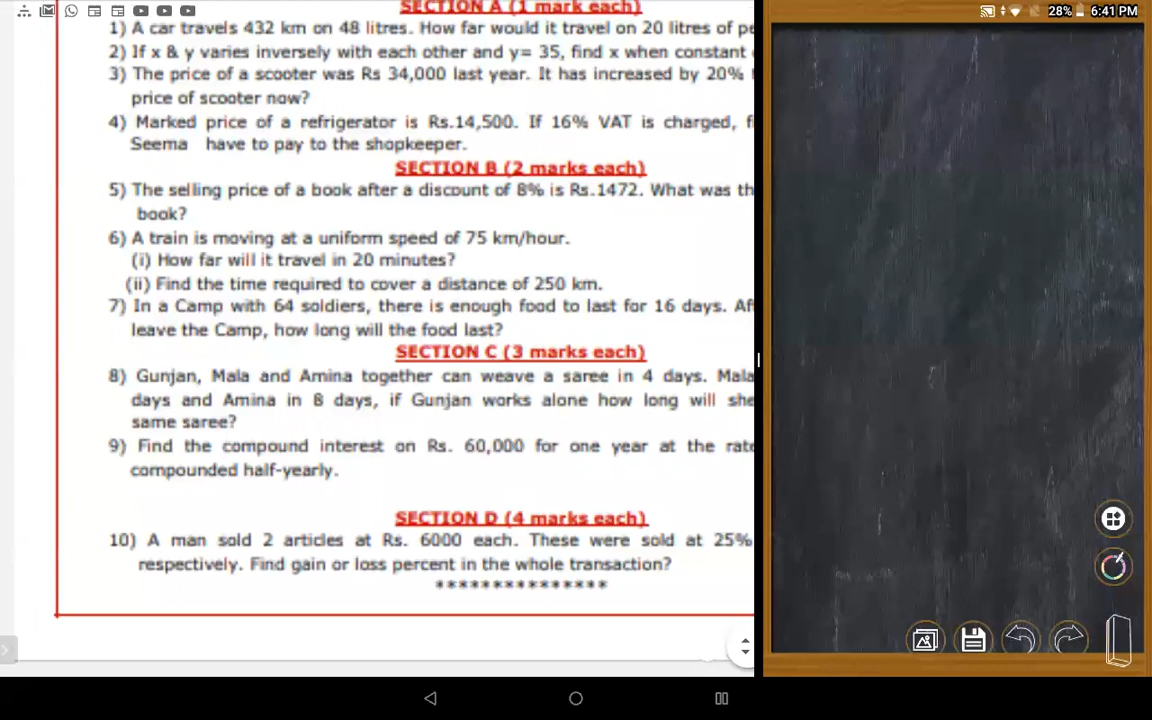 28% 6:41 PM
SECTION A (1 mark each)
1) A car travels 432 km on 48 litres. How far would it travel on 20 litres of pe
2) If x & y varies inversely with each other and y= 35, find x when constant
3) The price of a scooter was Rs 34,000 last year. It has increased by 20%
price of scooter now?
4) Marked price of a refrigerator is Rs.14,500. If 16% VAT is charged, f
Seema have to pay to the shopkeeper.
SECTION B (2 marks each)
5) The selling price of a book after a discount of 8% is Rs.1472. What was th
book?
6) A train is moving at a uniform speed of 75 km/hour.
(i) How far will it travel in 20 minutes?
(ii) Find the time required to cover a distance of 250 km.
7) In a Camp with 64 soldiers, there is enough food to last for 16 days. Af
leave the Camp, how long will the food last?
SECTION C (3 marks each)
8) Gunjan, Mala and Amina together can weave a saree in 4 days. Mala
days and Amina in 8 days, if Gunjan works alone how long will she
same saree?
9) Find the compound interest on Rs. 60,000 for one year at the rate
compounded half-yearly.
SECTION D (4 marks each)
10) A man sold 2 articles at Rs. 6000 each. These were sold at 25%
respectively. Find gain or loss percent in the whole transaction?
***************